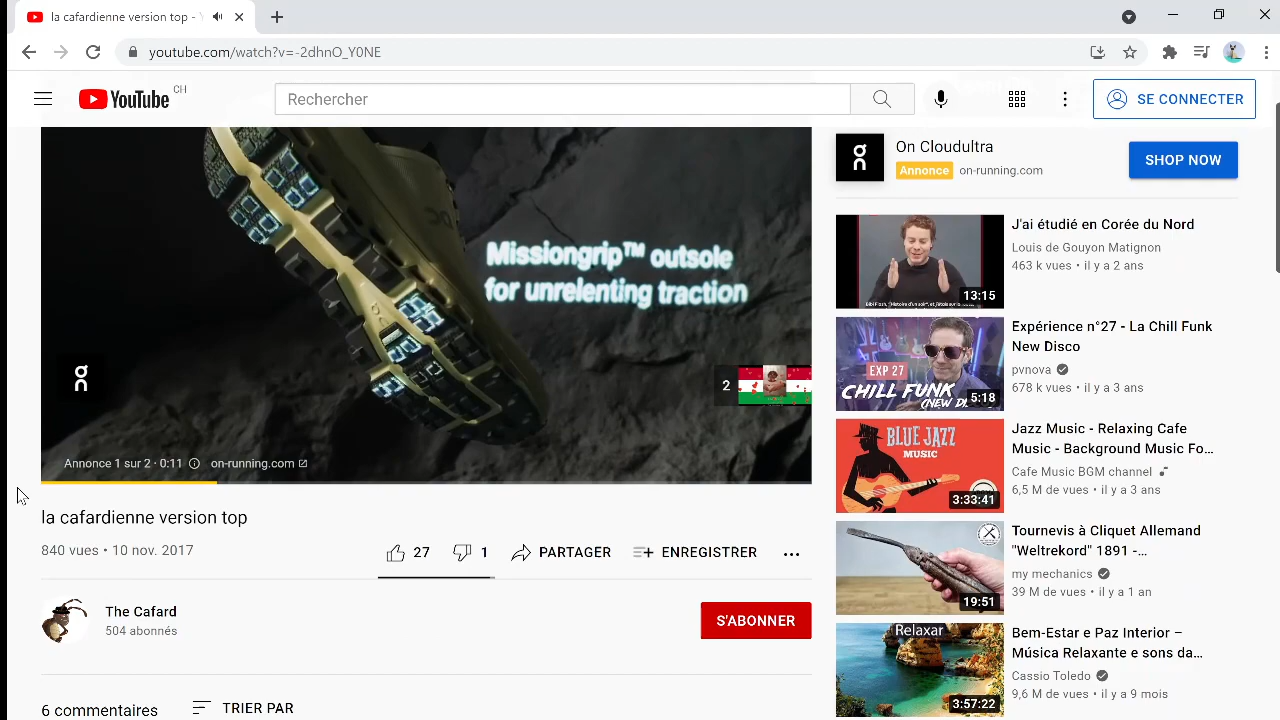 la cafardienne version top -
youtube.com/watch?v=-2dhnO_Y0NE
YouTube CH
Rechercher
SE CONNECTER
Missiongrip™ outsole
for unrelenting traction
on
2
Annonce 1 sur 2 · 0:11
on-running.com
la cafardienne version top
840 vues • 10 nov. 2017
27
1
PARTAGER
ENREGISTRER
The Cafard
504 abonnés
S'ABONNER
6 commentaires
TRIER PAR
on
On Cloudultra
Annonce on-running.com
SHOP NOW
13:15
J'ai étudié en Corée du Nord
Louis de Gouyon Matignon
463 k vues • il y a 2 ans
EXP 27
CHILL FUNK
5:18
Expérience n°27 - La Chill Funk
New Disco
pvnova
678 k vues • il y a 3 ans
BLUE JAZZ
MUSIC
3:33:41
Jazz Music - Relaxing Cafe
Music - Background Music Fo...
Cafe Music BGM channel
6,5 M de vues • il y a 3 ans
19:51
Tournevis à Cliquet Allemand
"Weltrekord" 1891 -...
my mechanics
39 M de vues • il y a 1 an
Relaxar
3:57:22
Bem-Estar e Paz Interior –
Música Relaxante e sons da...
Cassio Toledo
9,6 M de vues • il y a 9 mois